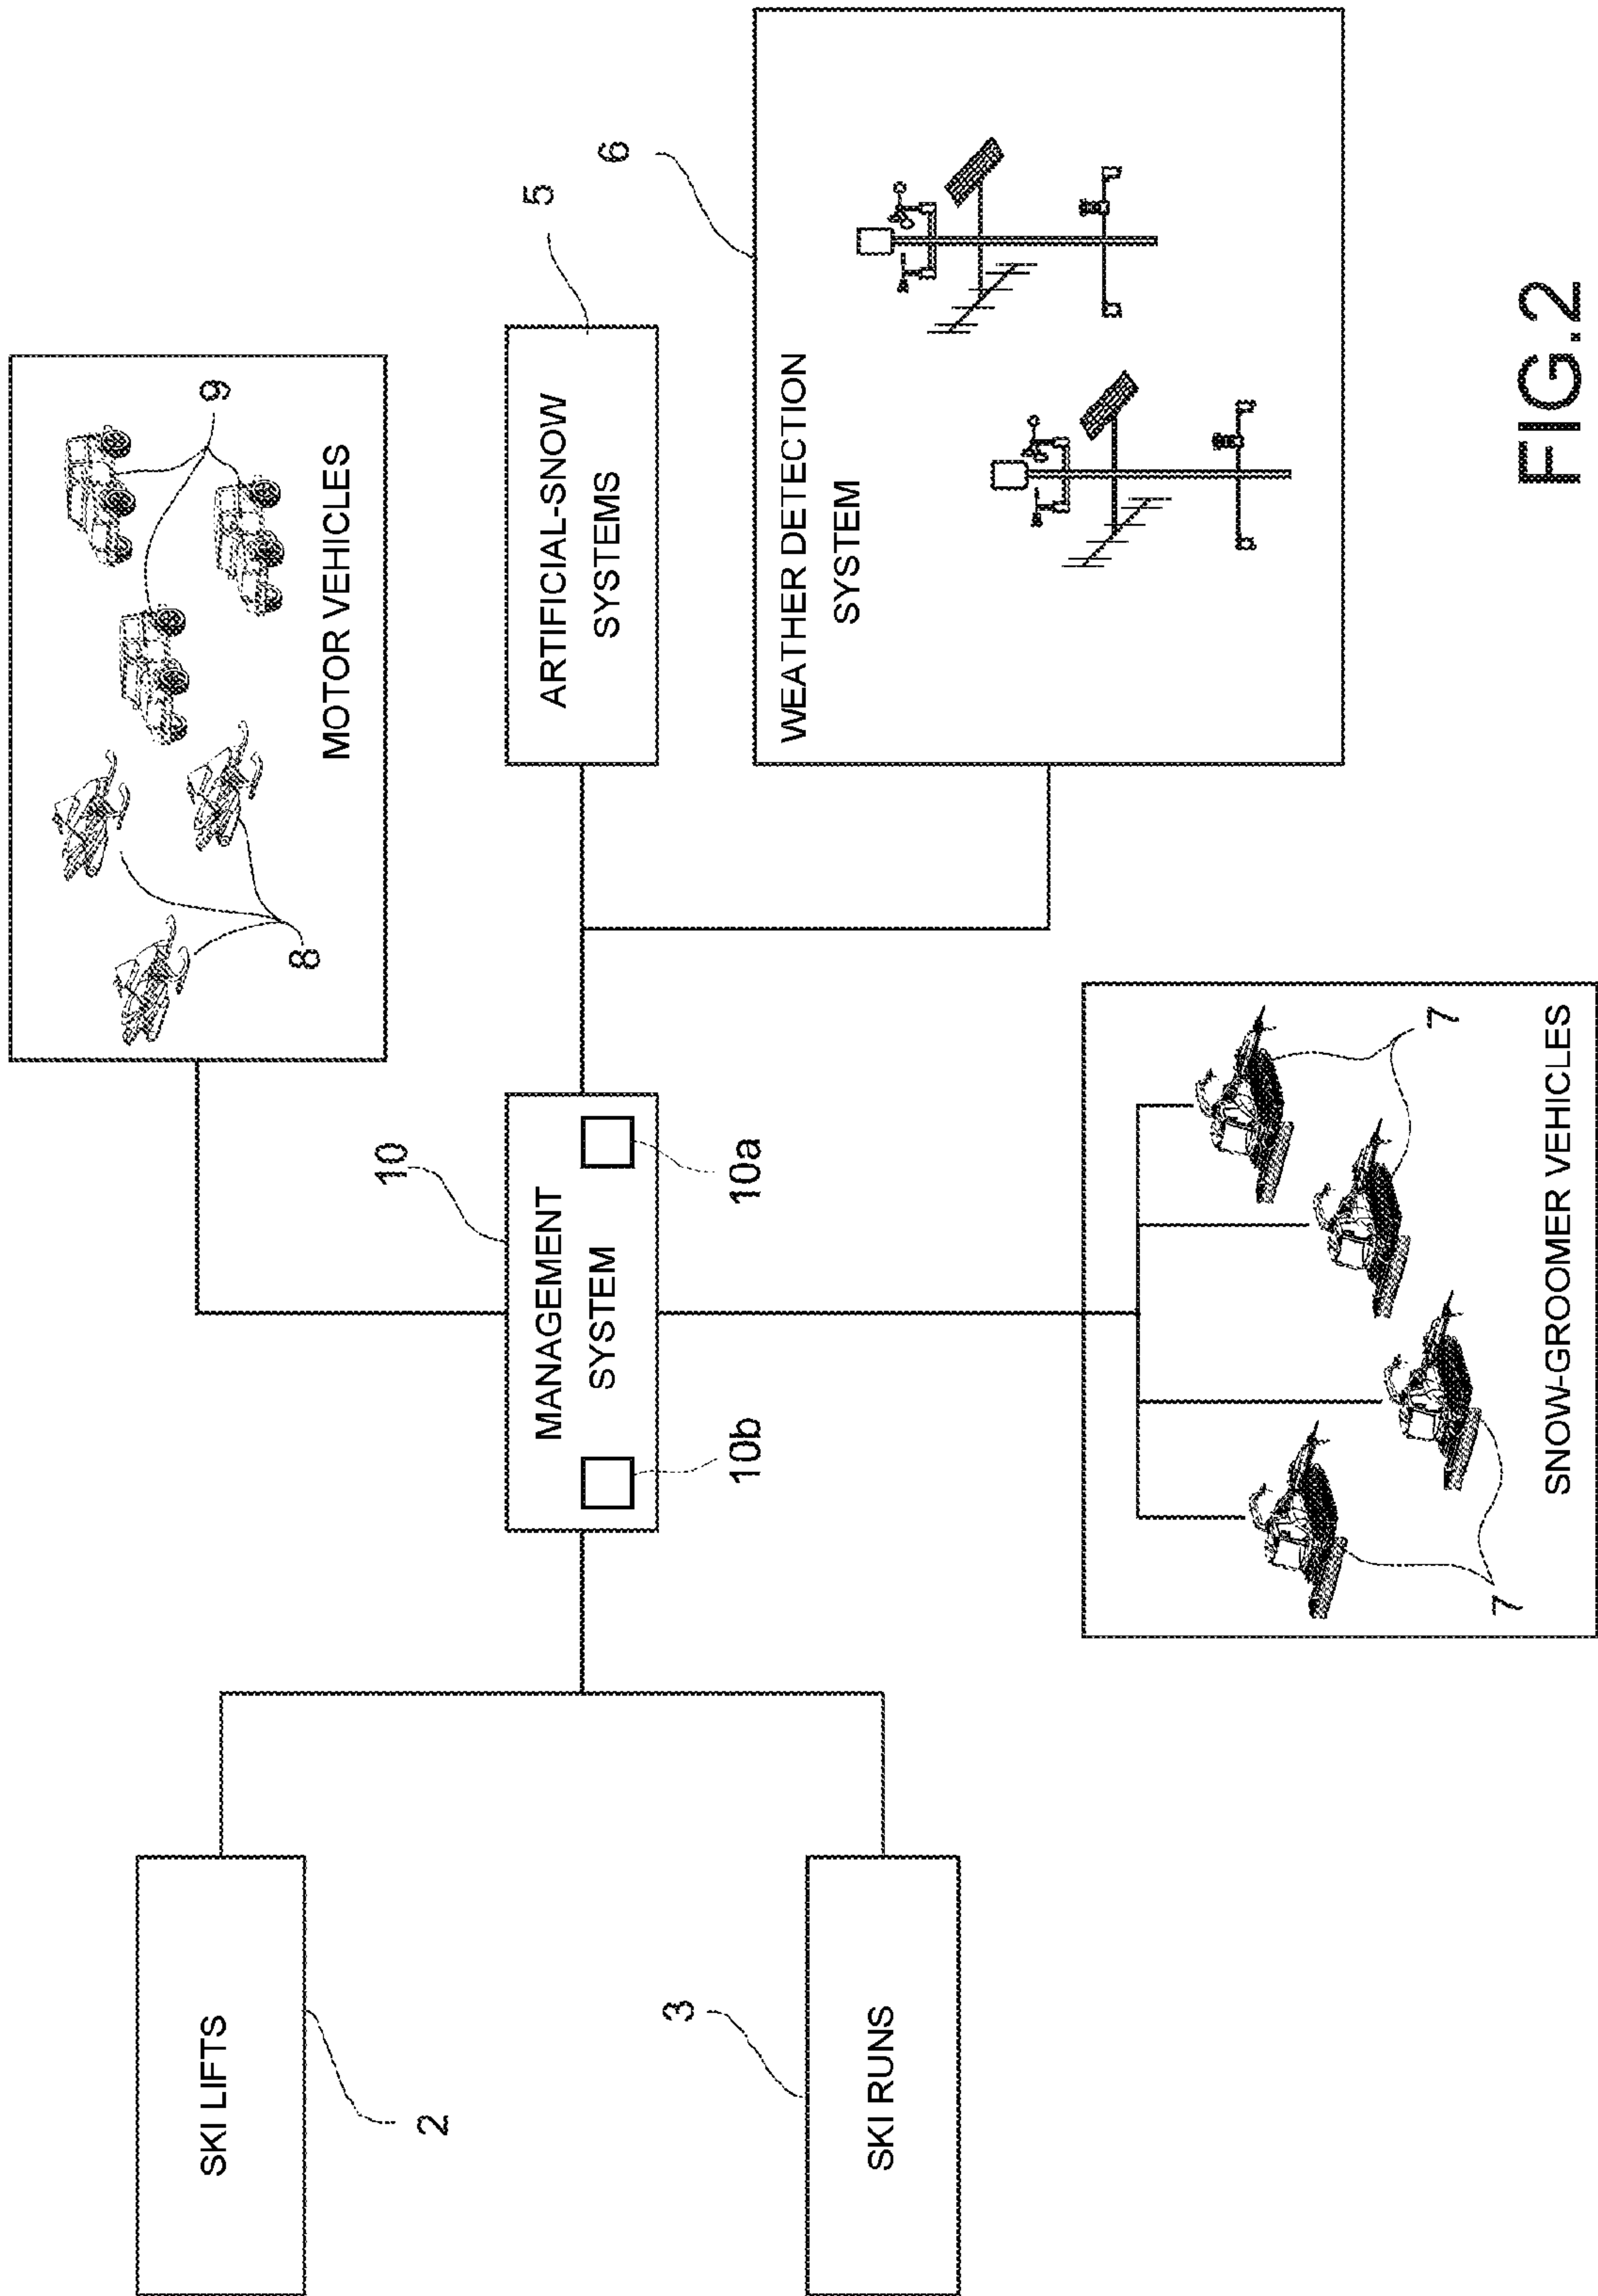 SKI LIFTS
2
3
SKI RUNS
10
MANAGEMENT
SYSTEM
10b
10a
8
9
MOTOR VEHICLES
5
ARTIFICIAL-SNOW
SYSTEMS
6
WEATHER DETECTION
SYSTEM
7
7
SNOW-GROOMER VEHICLES
FIG.2